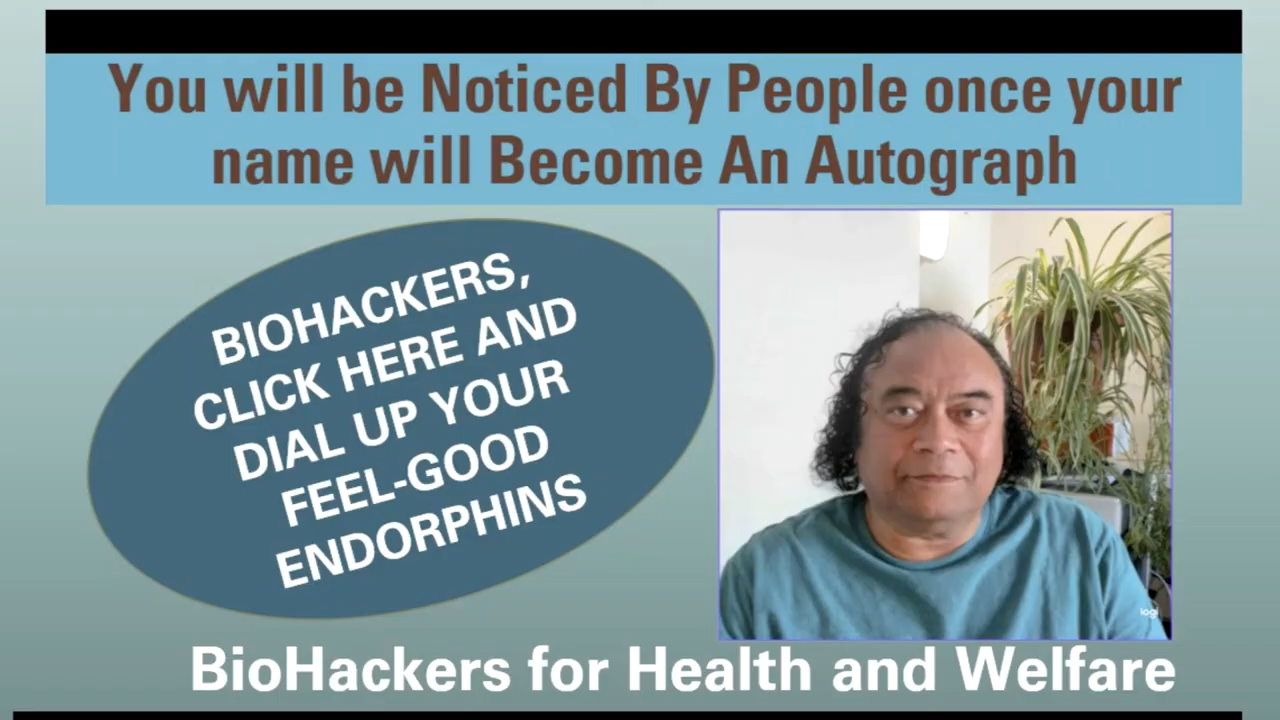 You will be Noticed By People once your
name will Become An Autograph
BIOHACKERS,
CLICK HERE AND
DIAL UP YOUR
FEEL-GOOD
ENDORPHINS
logi
BioHackers for Health and Welfare